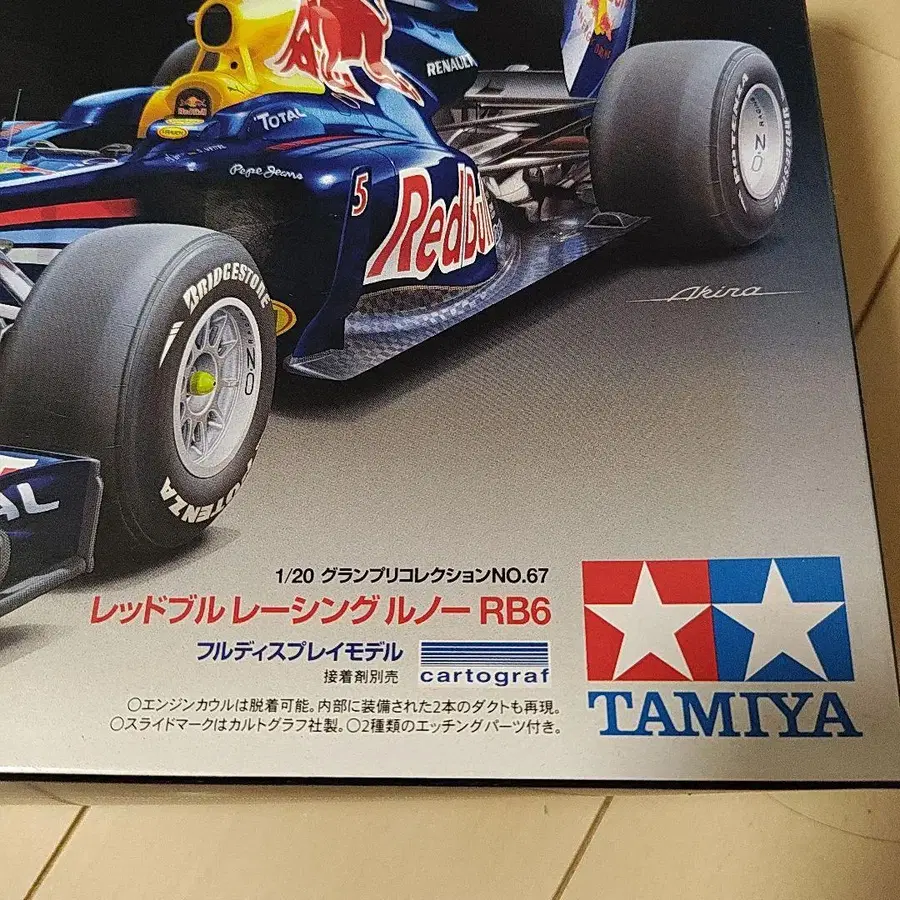 RENAULT
TOTAL
Pepe Jeans
5
Red Bull
POTENZA
BRIDGESTONE
Akira
BRIDGESTONE
POTENZA
1/20 グランプリコレクションNO.67
レッドブル レーシング ルノー RB6
フルディスプレイモデル
接着剤別売
cartograf
○エンジンカウルは脱着可能。内部に装備された2本のダクトも再現。
○スライドマークはカルトグラフ社製。○2種類のエッチングパーツ付き。
TAMIYA